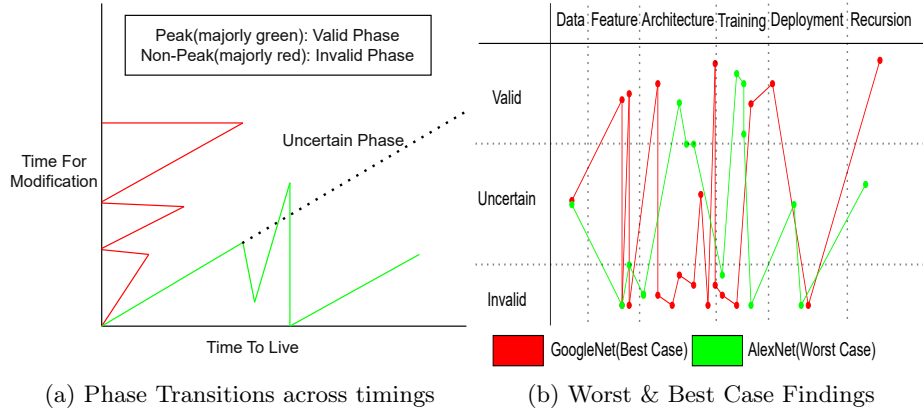 Peak(majorly green): Valid Phase
Non-Peak(majorly red): Invalid Phase
Uncertain Phase
Time For
Modification
Time To Live
(a) Phase Transitions across timings
Data Feature Architecture Training Deployment Recursion
Valid
Uncertain
Invalid
GoogleNet(Best Case) AlexNet(Worst Case)
(b) Worst & Best Case Findings